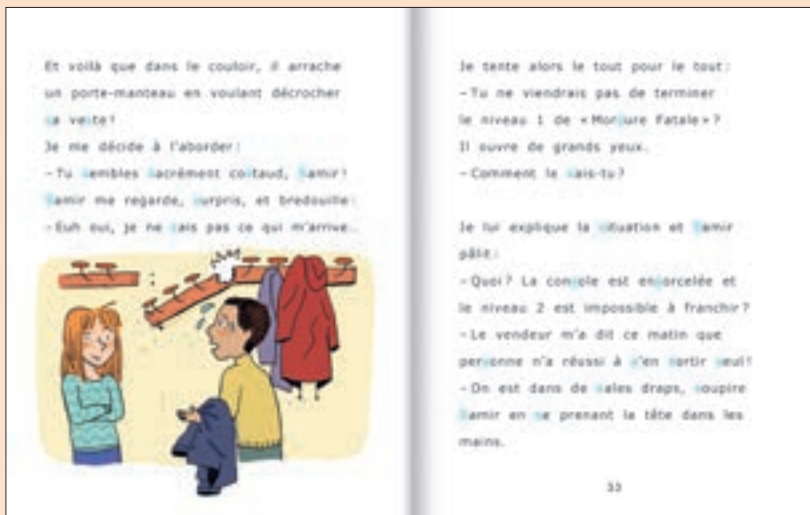 Et voilà que dans le couloir, il arrache
un porte-manteau en voulant décrocher
sa veste!
Je me décide à l'aborder:
– Tu sembles sacrément costaud, Samir!
Samir me regarde, surpris, et bredouille:
– Euh oui, je ne sais pas ce qui m'arrive...
Je tente alors le tout pour le tout:
– Tu ne viendrais pas de terminer
le niveau 1 de « Morsure Fatale »?
Il ouvre de grands yeux.
– Comment le sais-tu?
Je lui explique la situation et Samir
pâlit:
– Quoi? La console est ensorcelée et
le niveau 2 est impossible à franchir?
– Le vendeur m'a dit ce matin que
personne n'a réussi à s'en sortir seul!
– On est dans de sales draps, soupire
Samir en se prenant la tête dans les
mains.
33